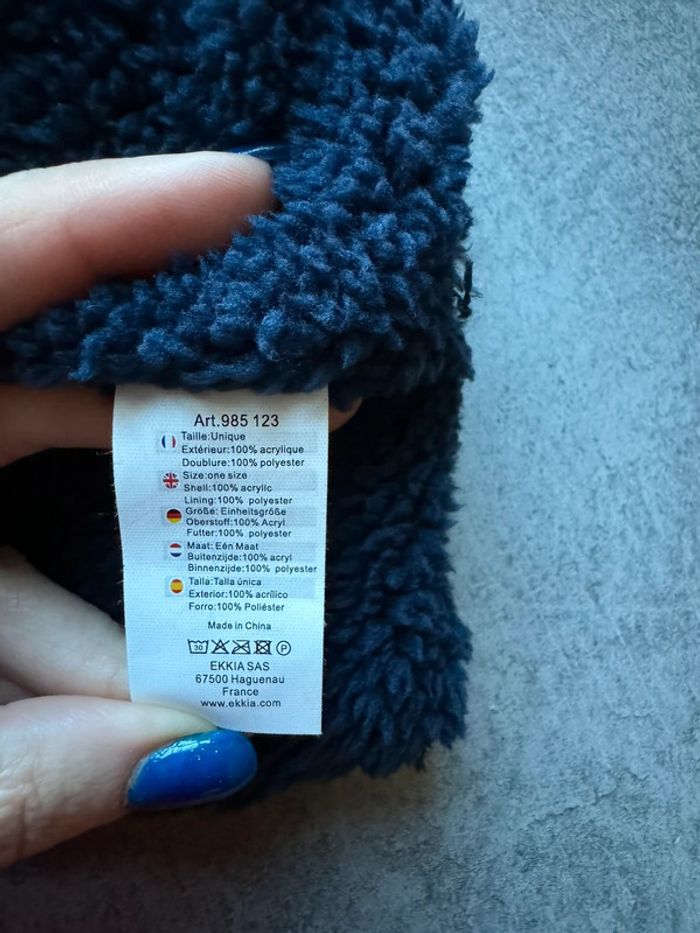 Art.985 123
Taille:Unique
Extérieur:100% acrylique
Doublure:100% polyester
Size:one size
Shell:100% acrylic
Lining:100% polyester
Größe: Einheitsgröße
Oberstoff:100% Acryl
Futter:100% polyester
Maat: Eén Maat
Buitenzijde:100% acryl
Binnenzijde:100% polyester
Talla:Talla única
Exterior:100% acrílico
Forro:100% Poliéster
Made in China
30 P
EKKIA SAS
67500 Haguenau
France
www.ekkia.com